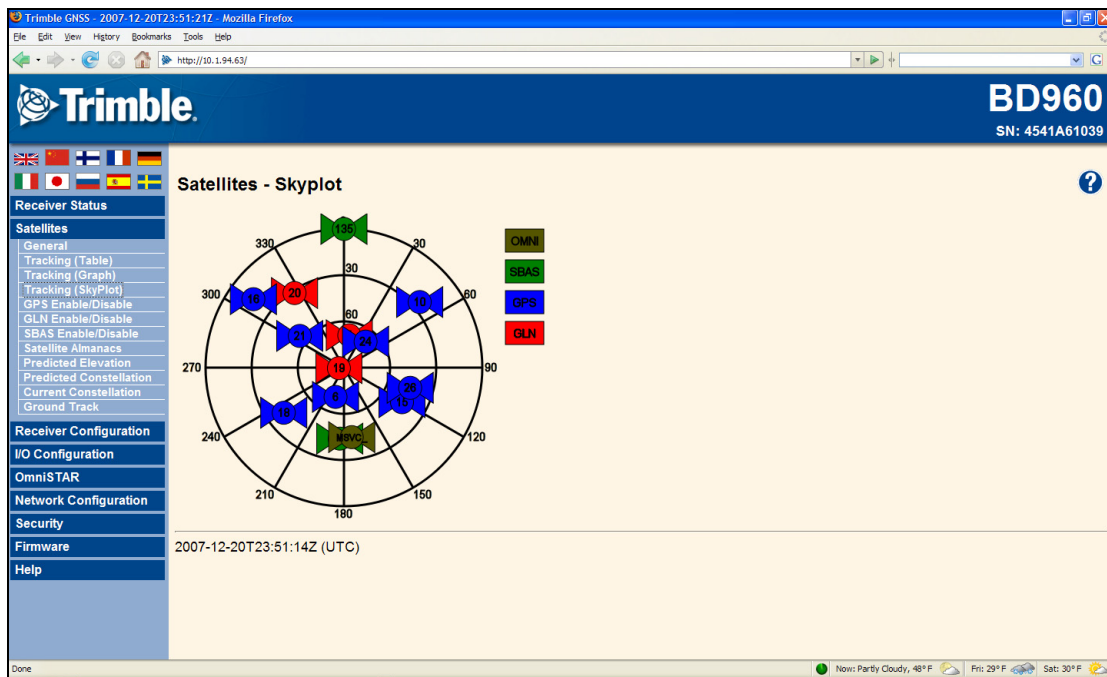 Trimble GNSS - 2007-12-20T23:51:21Z - Mozilla Firefox
File Edit View History Bookmarks Tools Help
http://10.1.94.63/
G
Trimble.
BD960
SN: 4541A61039
Receiver Status
Satellites
General
Tracking (Table)
Tracking (Graph)
Tracking (SkyPlot)
GPS Enable/Disable
GLN Enable/Disable
SBAS Enable/Disable
Satellite Almanacs
Predicted Elevation
Predicted Constellation
Current Constellation
Ground Track
Receiver Configuration
I/O Configuration
OmniSTAR
Network Configuration
Security
Firmware
Help
Satellites - Skyplot
?
135
330
30
30
300
16
20
10
60
60
21
24
270
19
90
6
26
15
18
240
MSVC_
120
210
150
180
OMNI
SBAS
GPS
GLN
2007-12-20T23:51:14Z (UTC)
Done
Now: Partly Cloudy, 48° F
Fri: 29° F
Sat: 30° F